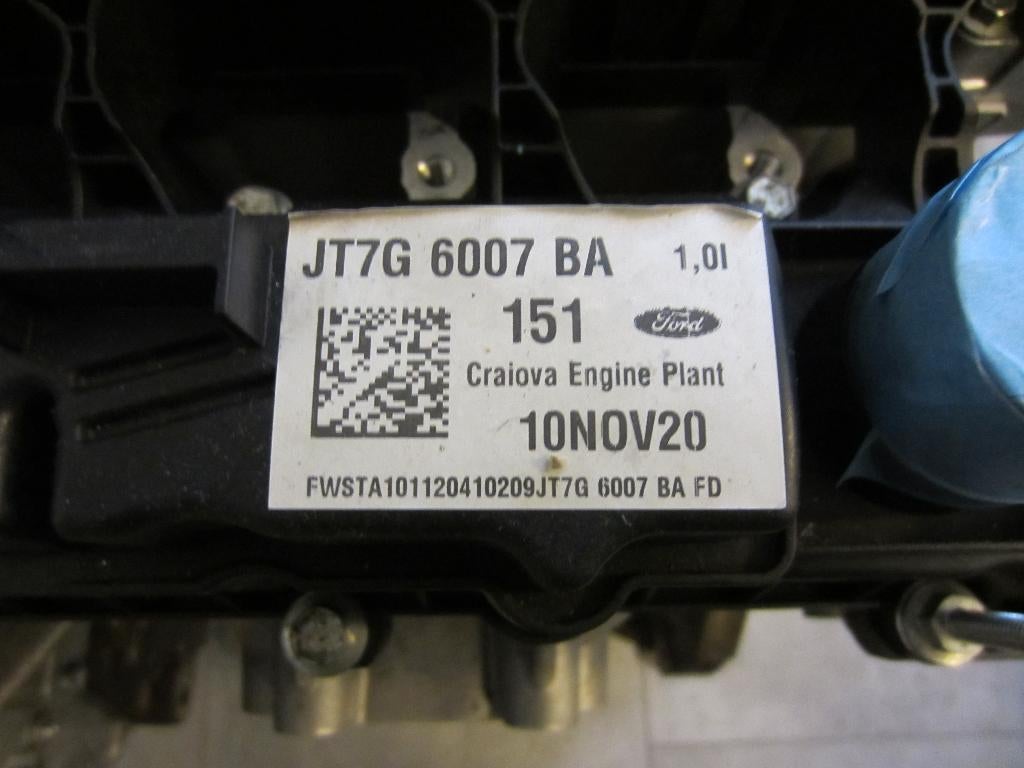 JT7G 6007 BA 1,0l
151 Ford
Craiova Engine Plant
10NOV20
FWSTA101120410209JT7G 6007 BA FD